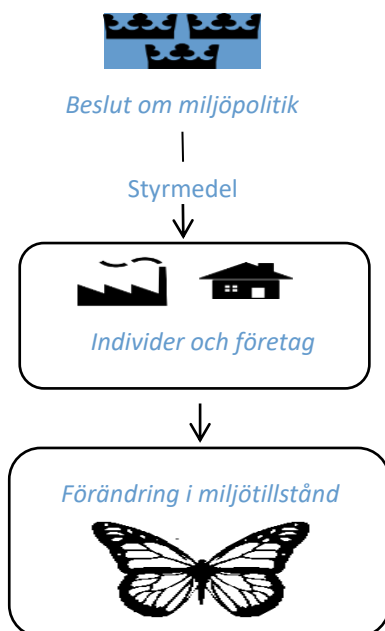 Beslut om miljöpolitik
Styrmedel
Individer och företag
Förändring i miljötillstånd